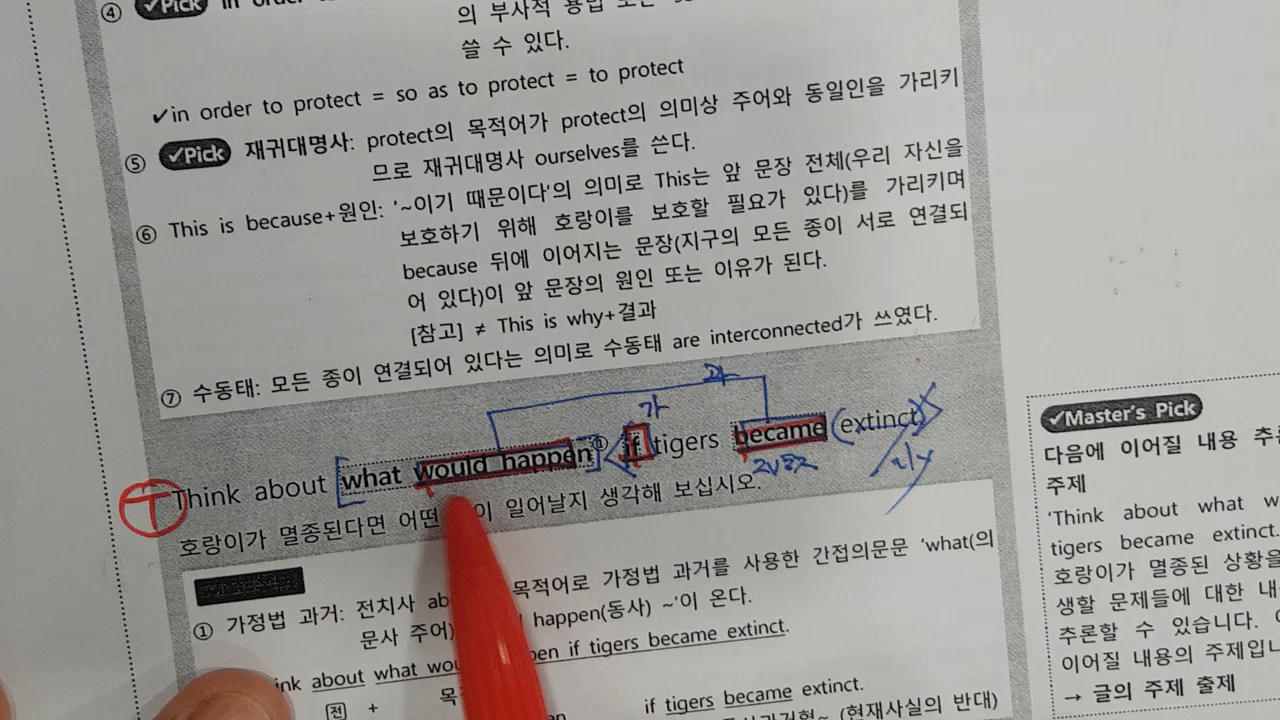 ④ ✓Pick in order to
의 부사적 용법 또는
쓸 수 있다.
✓in order to protect = so as to protect = to protect
⑤ ✓Pick 재귀대명사: protect의 목적어가 protect의 의미상 주어와 동일인을 가리키
므로 재귀대명사 ourselves를 쓴다.
⑥ This is because+원인: '~이기 때문이다'의 의미로 This는 앞 문장 전체(우리 자신을
보호하기 위해 호랑이를 보호할 필요가 있다)를 가리키며
because 뒤에 이어지는 문장(지구의 모든 종이 서로 연결되
어 있다)이 앞 문장의 원인 또는 이유가 된다.
[참고] ≠ This is why+결과
⑦ 수동태: 모든 종이 연결되어 있다는 의미로 수동태 are interconnected가 쓰였다.
과
가
T Think about [what would happen]① if tigers became (extinct)
호랑이가 멸종된다면 어떤 이 일어날지 생각해 보십시오.
① 가정법 과거: 전치사 목적어로 가정법 과거를 사용한 간접의문문 'what(의
문사 주어) happen(동사) ~'이 온다.
about what if tigers became extinct.
전 + 목
if tigers became extinct.
(현재사실의 반대)
✓Master's Pick
다음에 이어질 내용
주제
'Think about what
tigers became extinct.
호랑이가 멸종된 상황을
생할 문제들에 대한
추론할 수 있습니다.
이어질 내용의
→ 글의 주제 출제